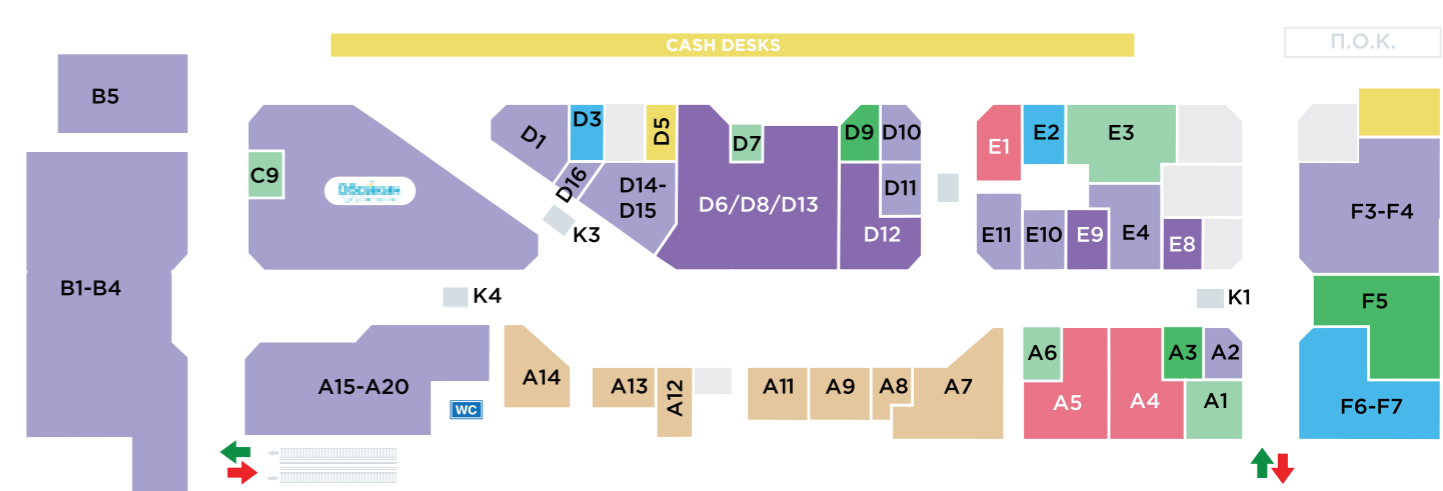 CASH DESKS
П.О.К.
B5
D1
D3
D5
D7
D9
D10
E1
E2
E3
C9
D16
D14-
D15
D6/D8/D13
D11
D12
K3
E11
E10
E9
E4
E8
F3-F4
B1-B4
K4
K1
F5
A15-A20
WC
A14
A13
A12
A11
A9
A8
A7
A6
A5
A4
A3
A2
A1
F6-F7